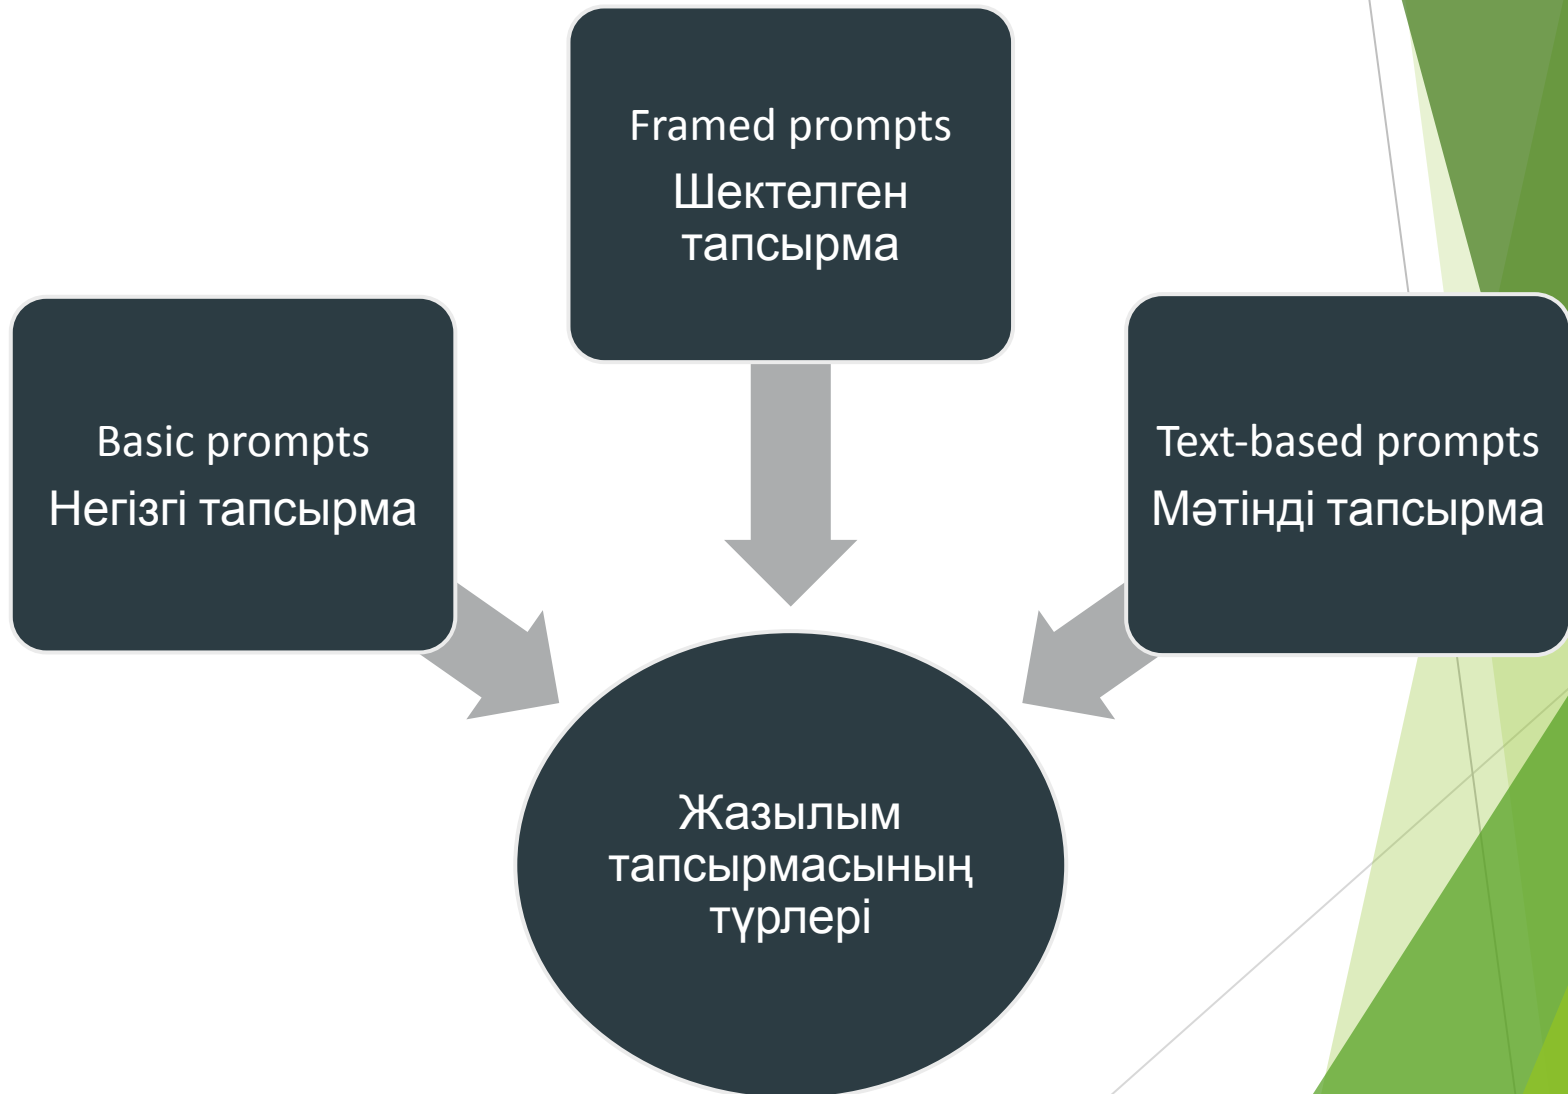 Framed prompts
Шектелген
тапсырма
Basic prompts
Негізгі тапсырма
Text-based prompts
Мәтінді тапсырма
Жазылым
тапсырмасының
түрлері